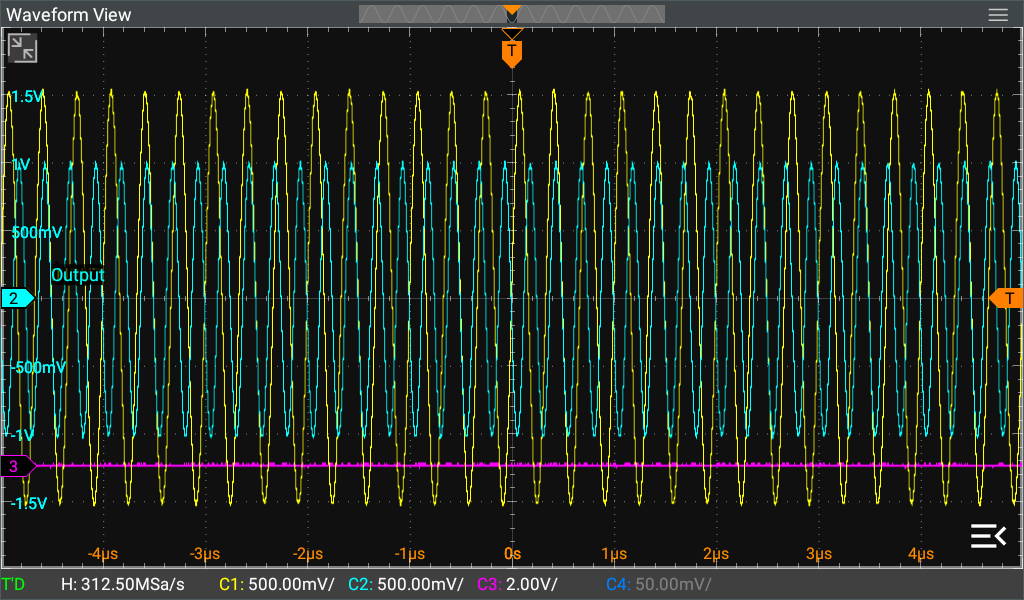 Waveform View
T
1.5V
1V
500mV
Output
2
T
-500mV
-1V
3
-1.5V
-4µs -3µs -2µs -1µs 0s 1µs 2µs 3µs 4µs
T'D H: 312.50MSa/s C1: 500.00mV/ C2: 500.00mV/ C3: 2.00V/ C4: 50.00mV/